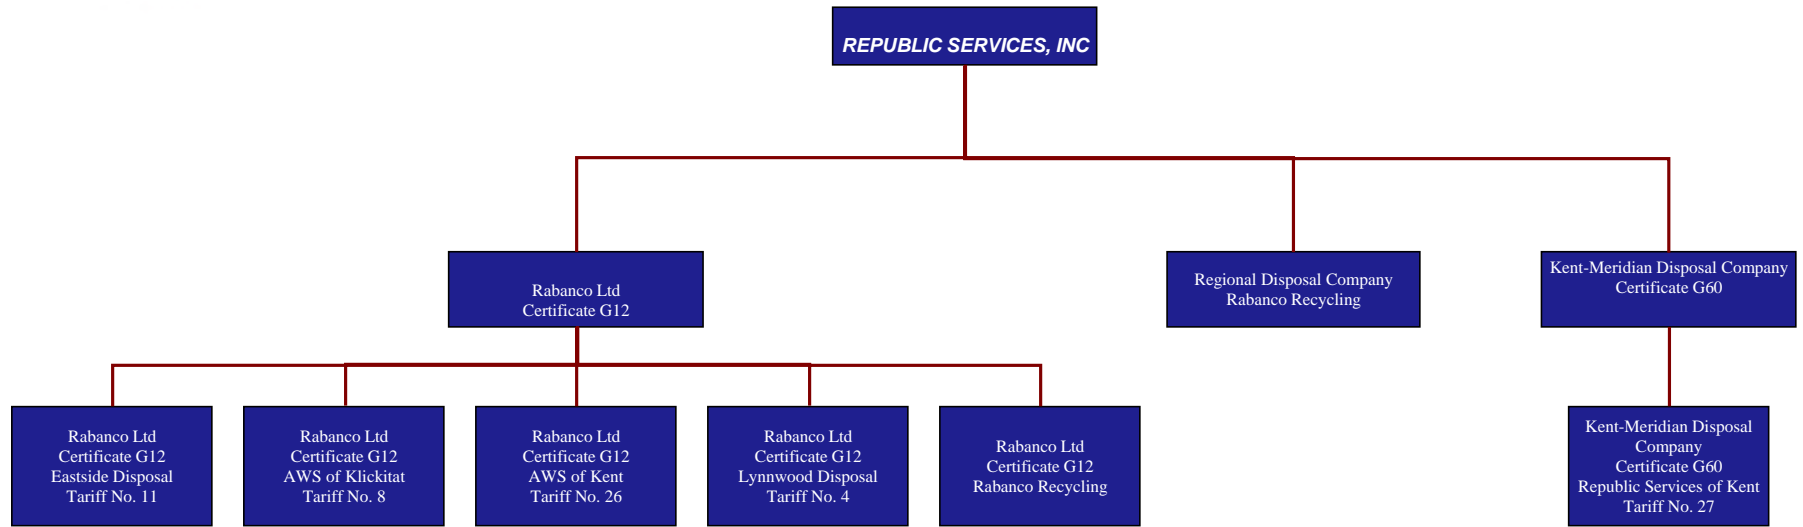 REPUBLIC SERVICES, INC
Rabanco Ltd
Certificate G12
Regional Disposal Company
Rabanco Recycling
Kent-Meridian Disposal Company
Certificate G60
Rabanco Ltd
Certificate G12
Eastside Disposal
Tariff No. 11
Rabanco Ltd
Certificate G12
AWS of Klickitat
Tariff No. 8
Rabanco Ltd
Certificate G12
AWS of Kent
Tariff No. 26
Rabanco Ltd
Certificate G12
Lynnwood Disposal
Tariff No. 4
Rabanco Ltd
Certificate G12
Rabanco Recycling
Kent-Meridian Disposal
Company
Certificate G60
Republic Services of Kent
Tariff No. 27